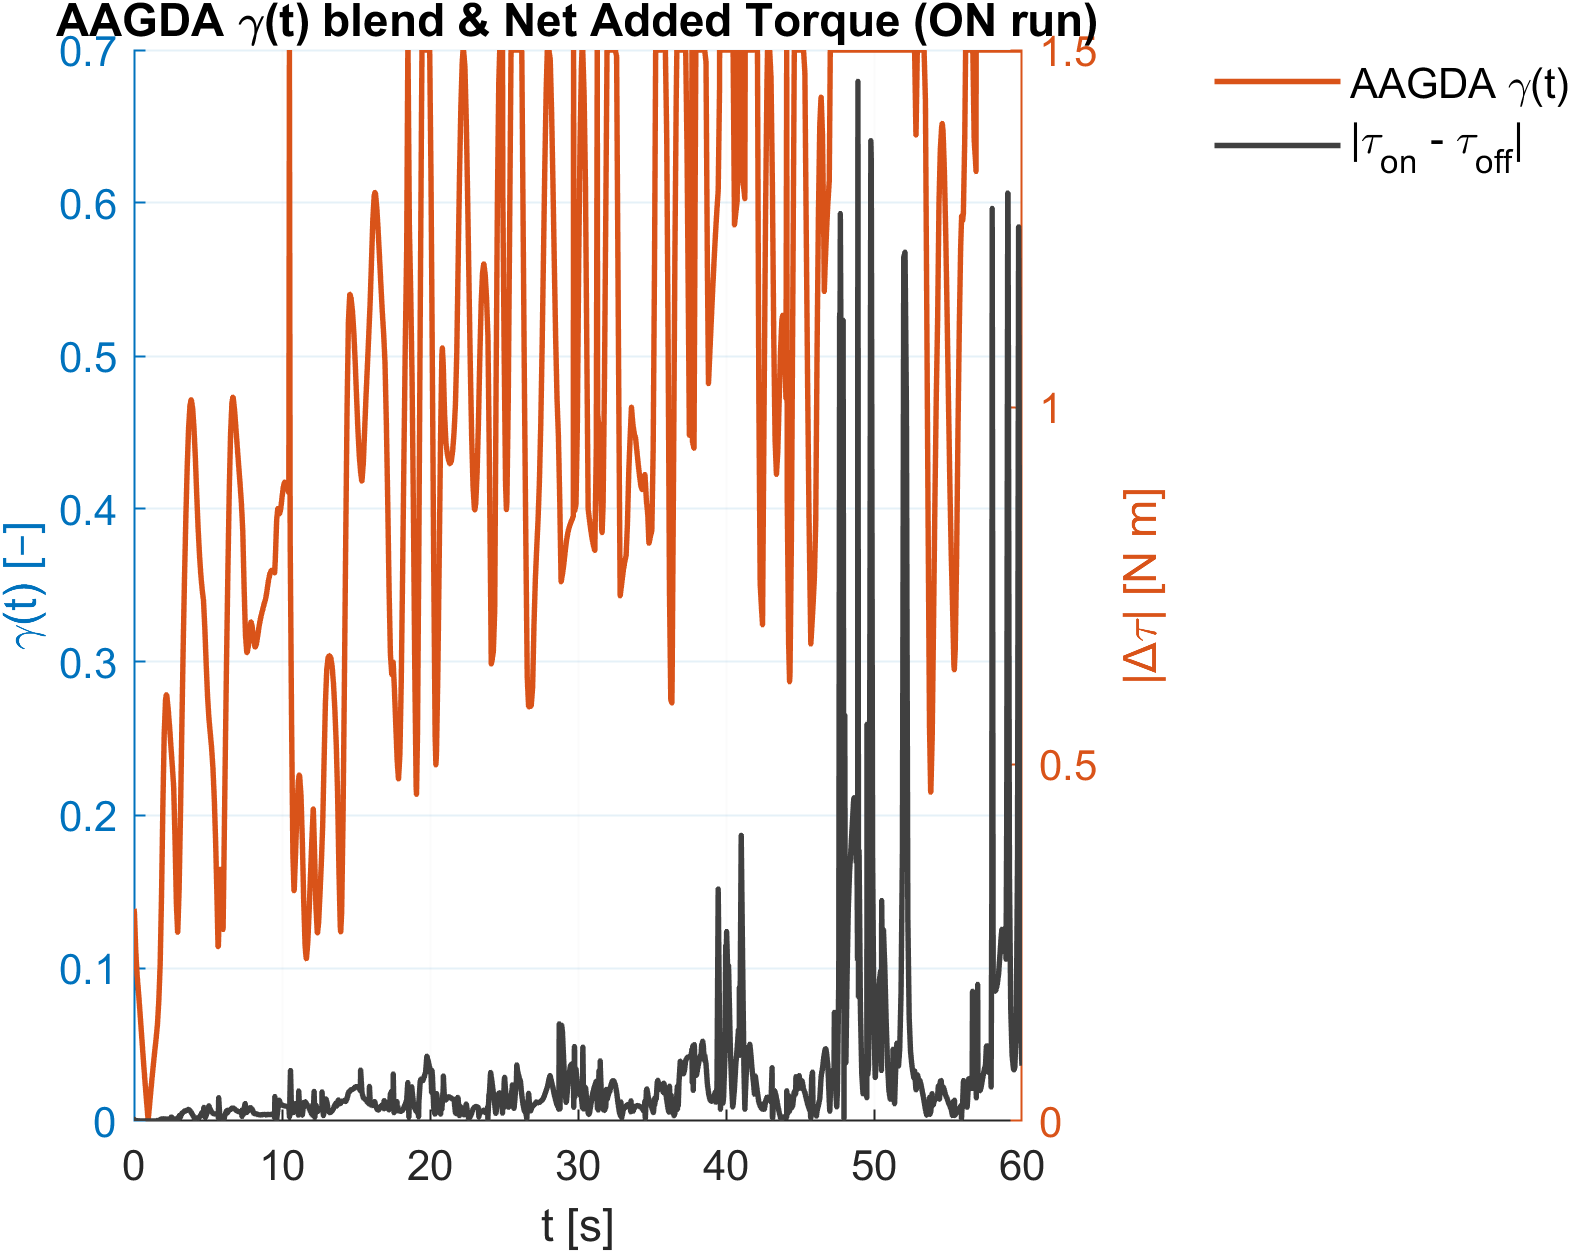 AAGDA γ(t) blend & Net Added Torque (ON run)
AAGDA γ(t)
|τon - τoff|
0.7
0.6
0.5
0.4
0.3
0.2
0.1
0
γ(t) [−]
1.5
1
0.5
0
|Δτ| [N m]
0 10 20 30 40 50 60
t [s]